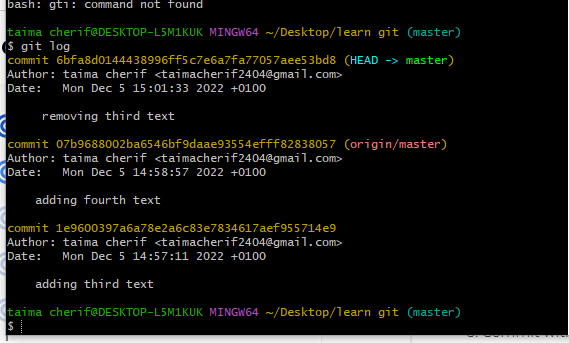 bash: gti: command not found
taima cherif@DESKTOP-L5M1KUK MINGW64 ~/Desktop/learn git (master)
$ git log
commit 6bfa8d0144438996ff5c7e6a7fa77057aee53bd8 (HEAD -> master)
Author: taima cherif <taimacherif2404@gmail.com>
Date:   Mon Dec 5 15:01:33 2022 +0100
removing third text
commit 07b9688002ba6546bf9daae93554efff82838057 (origin/master)
Author: taima cherif <taimacherif2404@gmail.com>
Date:   Mon Dec 5 14:58:57 2022 +0100
adding fourth text
commit 1e9600397a6a78e2a6c83e7834617aef955714e9
Author: taima cherif <taimacherif2404@gmail.com>
Date:   Mon Dec 5 14:57:11 2022 +0100
adding third text
taima cherif@DESKTOP-L5M1KUK MINGW64 ~/Desktop/learn git (master)
$